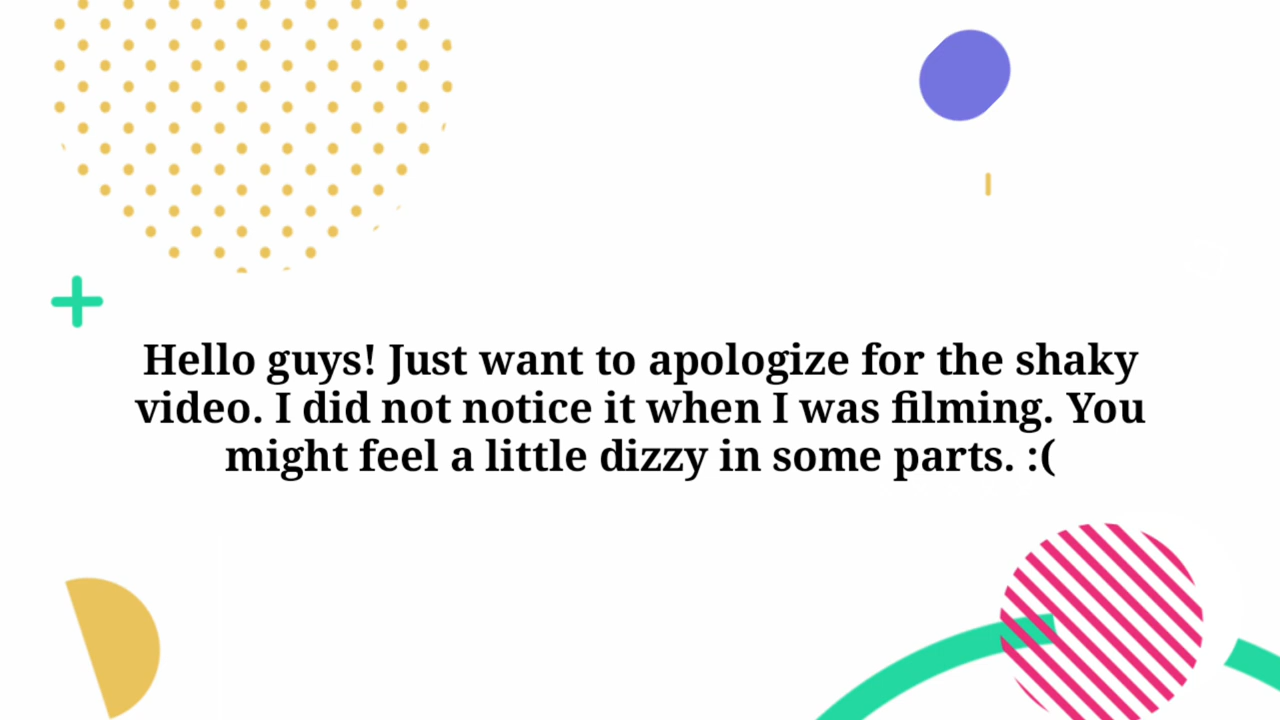 Hello guys! Just want to apologize for the shaky
video. I did not notice it when I was filming. You
might feel a little dizzy in some parts. :(